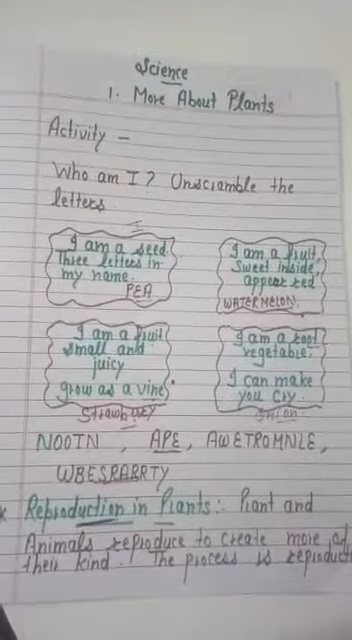 Science
1. More About Plants
Activity -
Who am I? Unscramble the
letters
I am a seed.
Three letters in
my name.
PEA
I am a fruit,
Sweet inside,
appear red
WATERMELON.
I am a fruit
small and
juicy
grow as a vine
Strawberry
I am a root
vegetable.
I can make
you cry.
Onion
NOOTN , APE, AWETROMNLE,
WBESRARRTY
* Reproduction in Plants:- Plant and
Animals reproduce to create more of
their kind. The process is reproduct